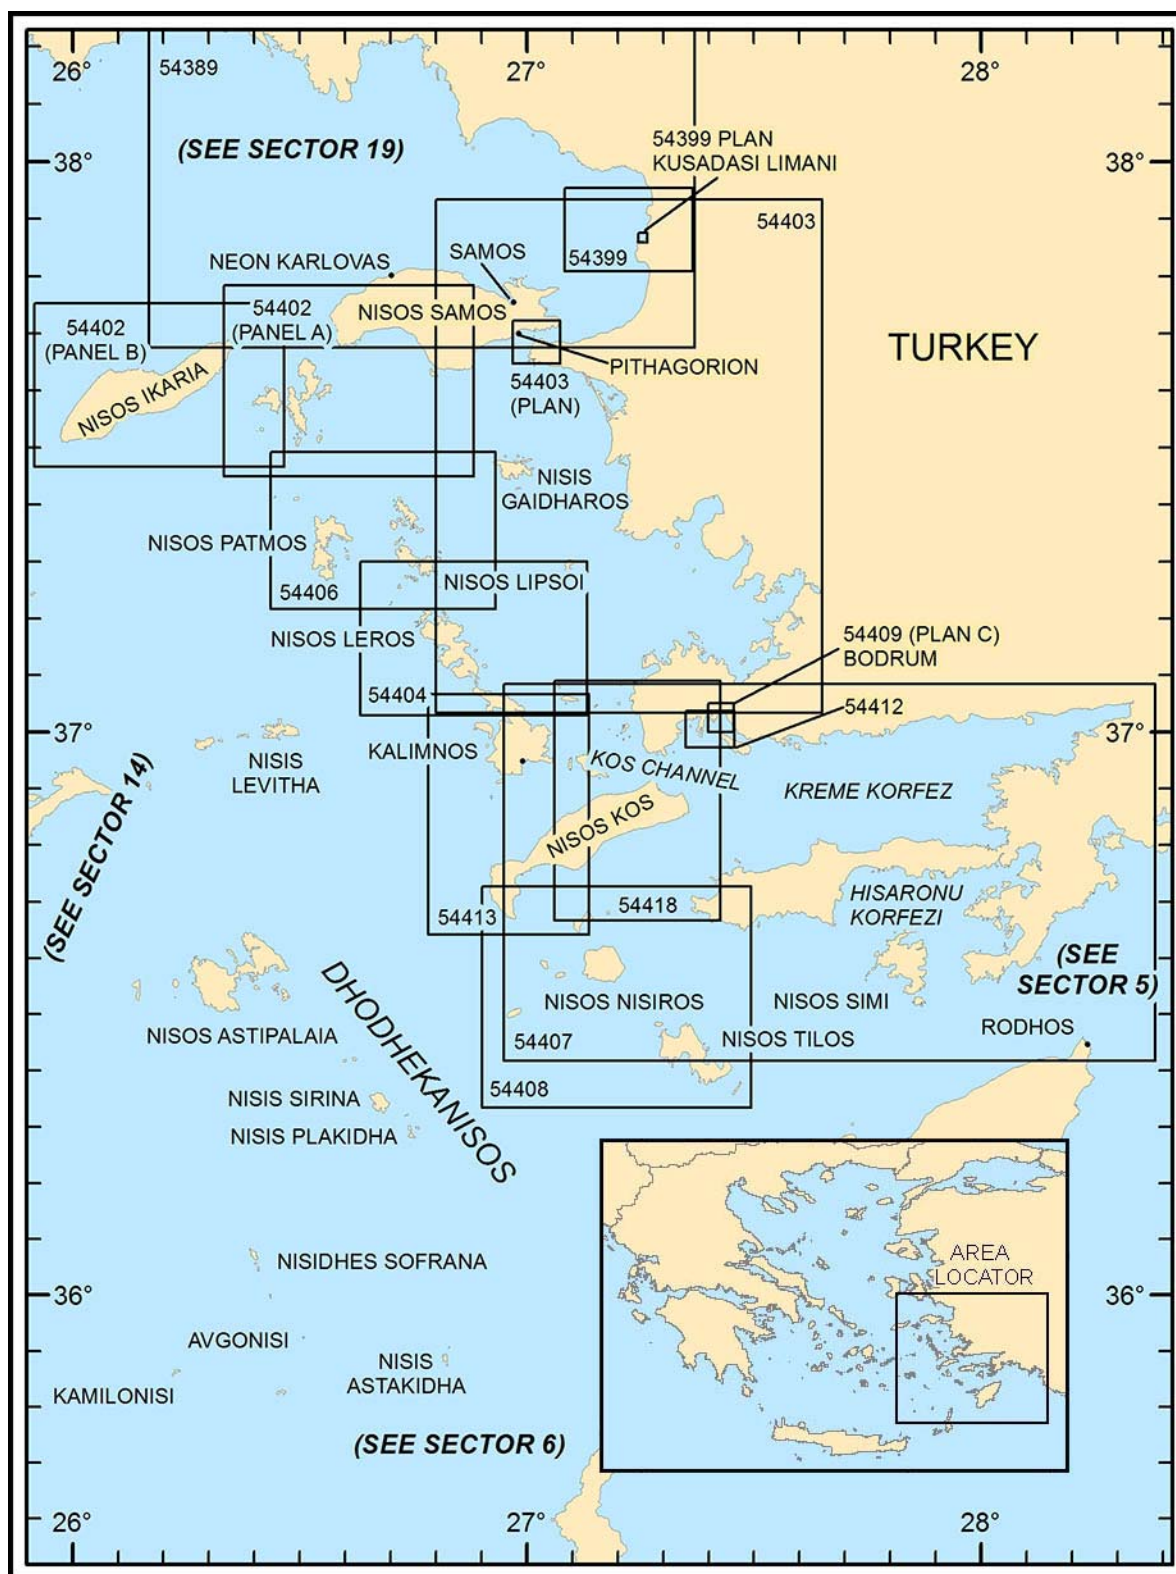 26°
27°
28°
54389
(SEE SECTOR 19)
38°
38°
54399 PLAN
KUSADASI LIMANI
54403
54399
SAMOS
NEON KARLOVAS
NISOS SAMOS
54402
(PANEL A)
54402
(PANEL B)
TURKEY
PITHAGORION
54403
(PLAN)
NISOS IKARIA
NISIS
GAIDHAROS
NISOS PATMOS
54406
NISOS LIPSOI
NISOS LEROS
54404
54409 (PLAN C)
BODRUM
54412
37°
37°
KALIMNOS
KOS CHANNEL
NISIS
LEVITHA
KREME KORFEZ
(SEE SECTOR 14)
NISOS KOS
54413
54418
HISARONU
KORFEZI
(SEE
SECTOR 5)
DHODHEKANISOS
NISOS NISIROS
NISOS SIMI
RODHOS
NISOS ASTIPALAIA
54407
NISOS TILOS
54408
NISIS SIRINA
NISIS PLAKIDHA
NISIDHES SOFRANA
AREA
LOCATOR
36°
36°
AVGONISI
NISIS
ASTAKIDHA
KAMILONISI
(SEE SECTOR 6)
26°
27°
28°